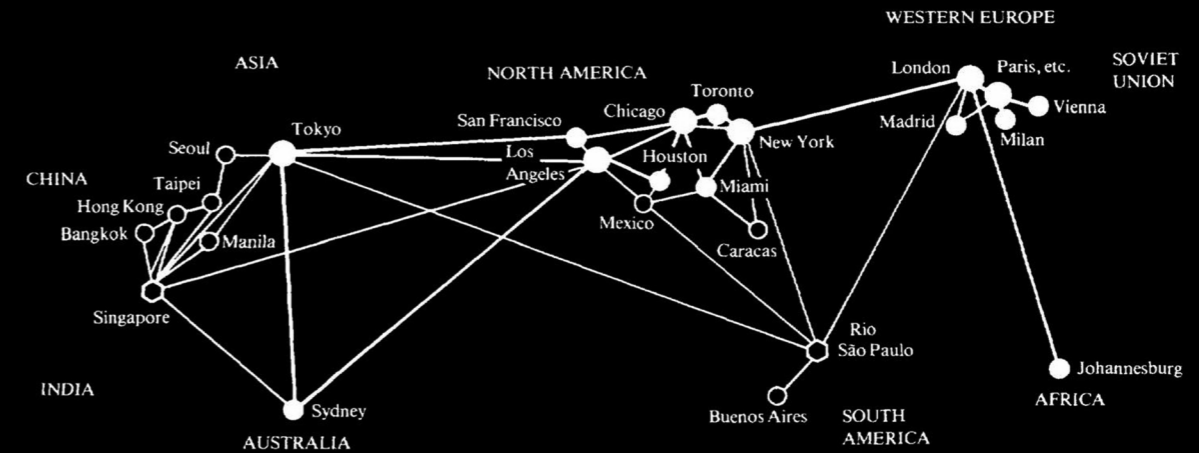 WESTERN EUROPE
ASIA
NORTH AMERICA
London
Paris, etc.
SOVIET
UNION
Toronto
Chicago
San Francisco
Tokyo
Vienna
Madrid
Milan
New York
Seoul
Los
Angeles
Houston
CHINA
Taipei
Miami
Hong Kong
Mexico
Bangkok
Manila
Caracas
Singapore
Rio
São Paulo
Johannesburg
INDIA
AFRICA
Sydney
Buenos Aires
SOUTH
AMERICA
AUSTRALIA